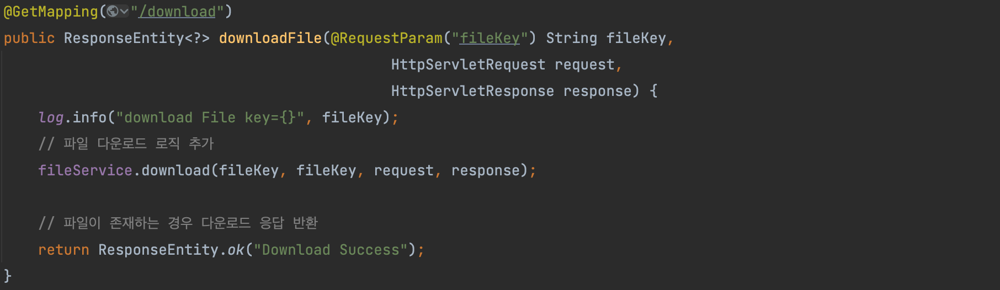 @GetMapping("/download")
public ResponseEntity<?> downloadFile(@RequestParam("fileKey") String fileKey,
HttpServletRequest request,
HttpServletResponse response) {
log.info("download File key={}", fileKey);
// 파일 다운로드 로직 추가
fileService.download(fileKey, fileKey, request, response);
// 파일이 존재하는 경우 다운로드 응답 반환
return ResponseEntity.ok("Download Success");
}